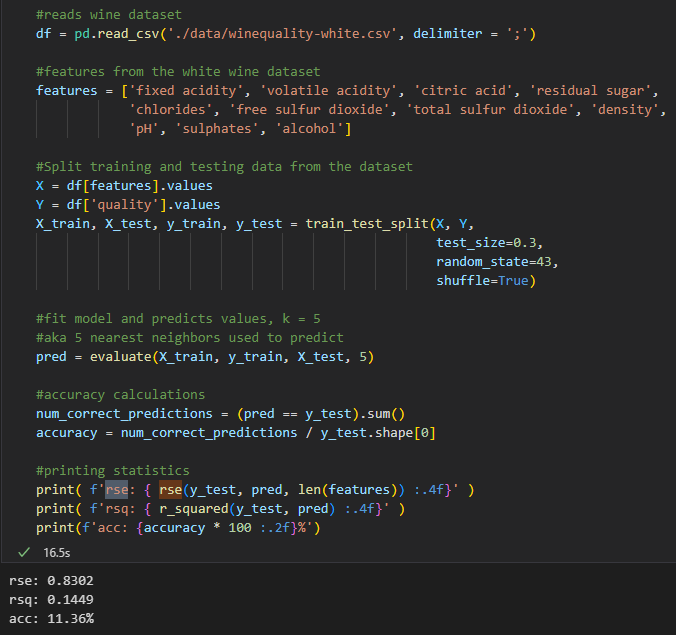 #reads wine dataset
df = pd.read_csv('./data/winequality-white.csv', delimiter = ';')
#features from the white wine dataset
features = ['fixed acidity', 'volatile acidity', 'citric acid', 'residual sugar',
'chlorides', 'free sulfur dioxide', 'total sulfur dioxide', 'density',
'pH', 'sulphates', 'alcohol']
#Split training and testing data from the dataset
X = df[features].values
Y = df['quality'].values
X_train, X_test, y_train, y_test = train_test_split(X, Y,
test_size=0.3,
random_state=43,
shuffle=True)
#fit model and predicts values, k = 5
#aka 5 nearest neighbors used to predict
pred = evaluate(X_train, y_train, X_test, 5)
#accuracy calculations
num_correct_predictions = (pred == y_test).sum()
accuracy = num_correct_predictions / y_test.shape[0]
#printing statistics
print( f'rse: { rse(y_test, pred, len(features)) :.4f}' )
print( f'rsq: { r_squared(y_test, pred) :.4f}' )
print(f'acc: {accuracy * 100 :.2f}%')
16.5s
rse: 0.8302
rsq: 0.1449
acc: 11.36%